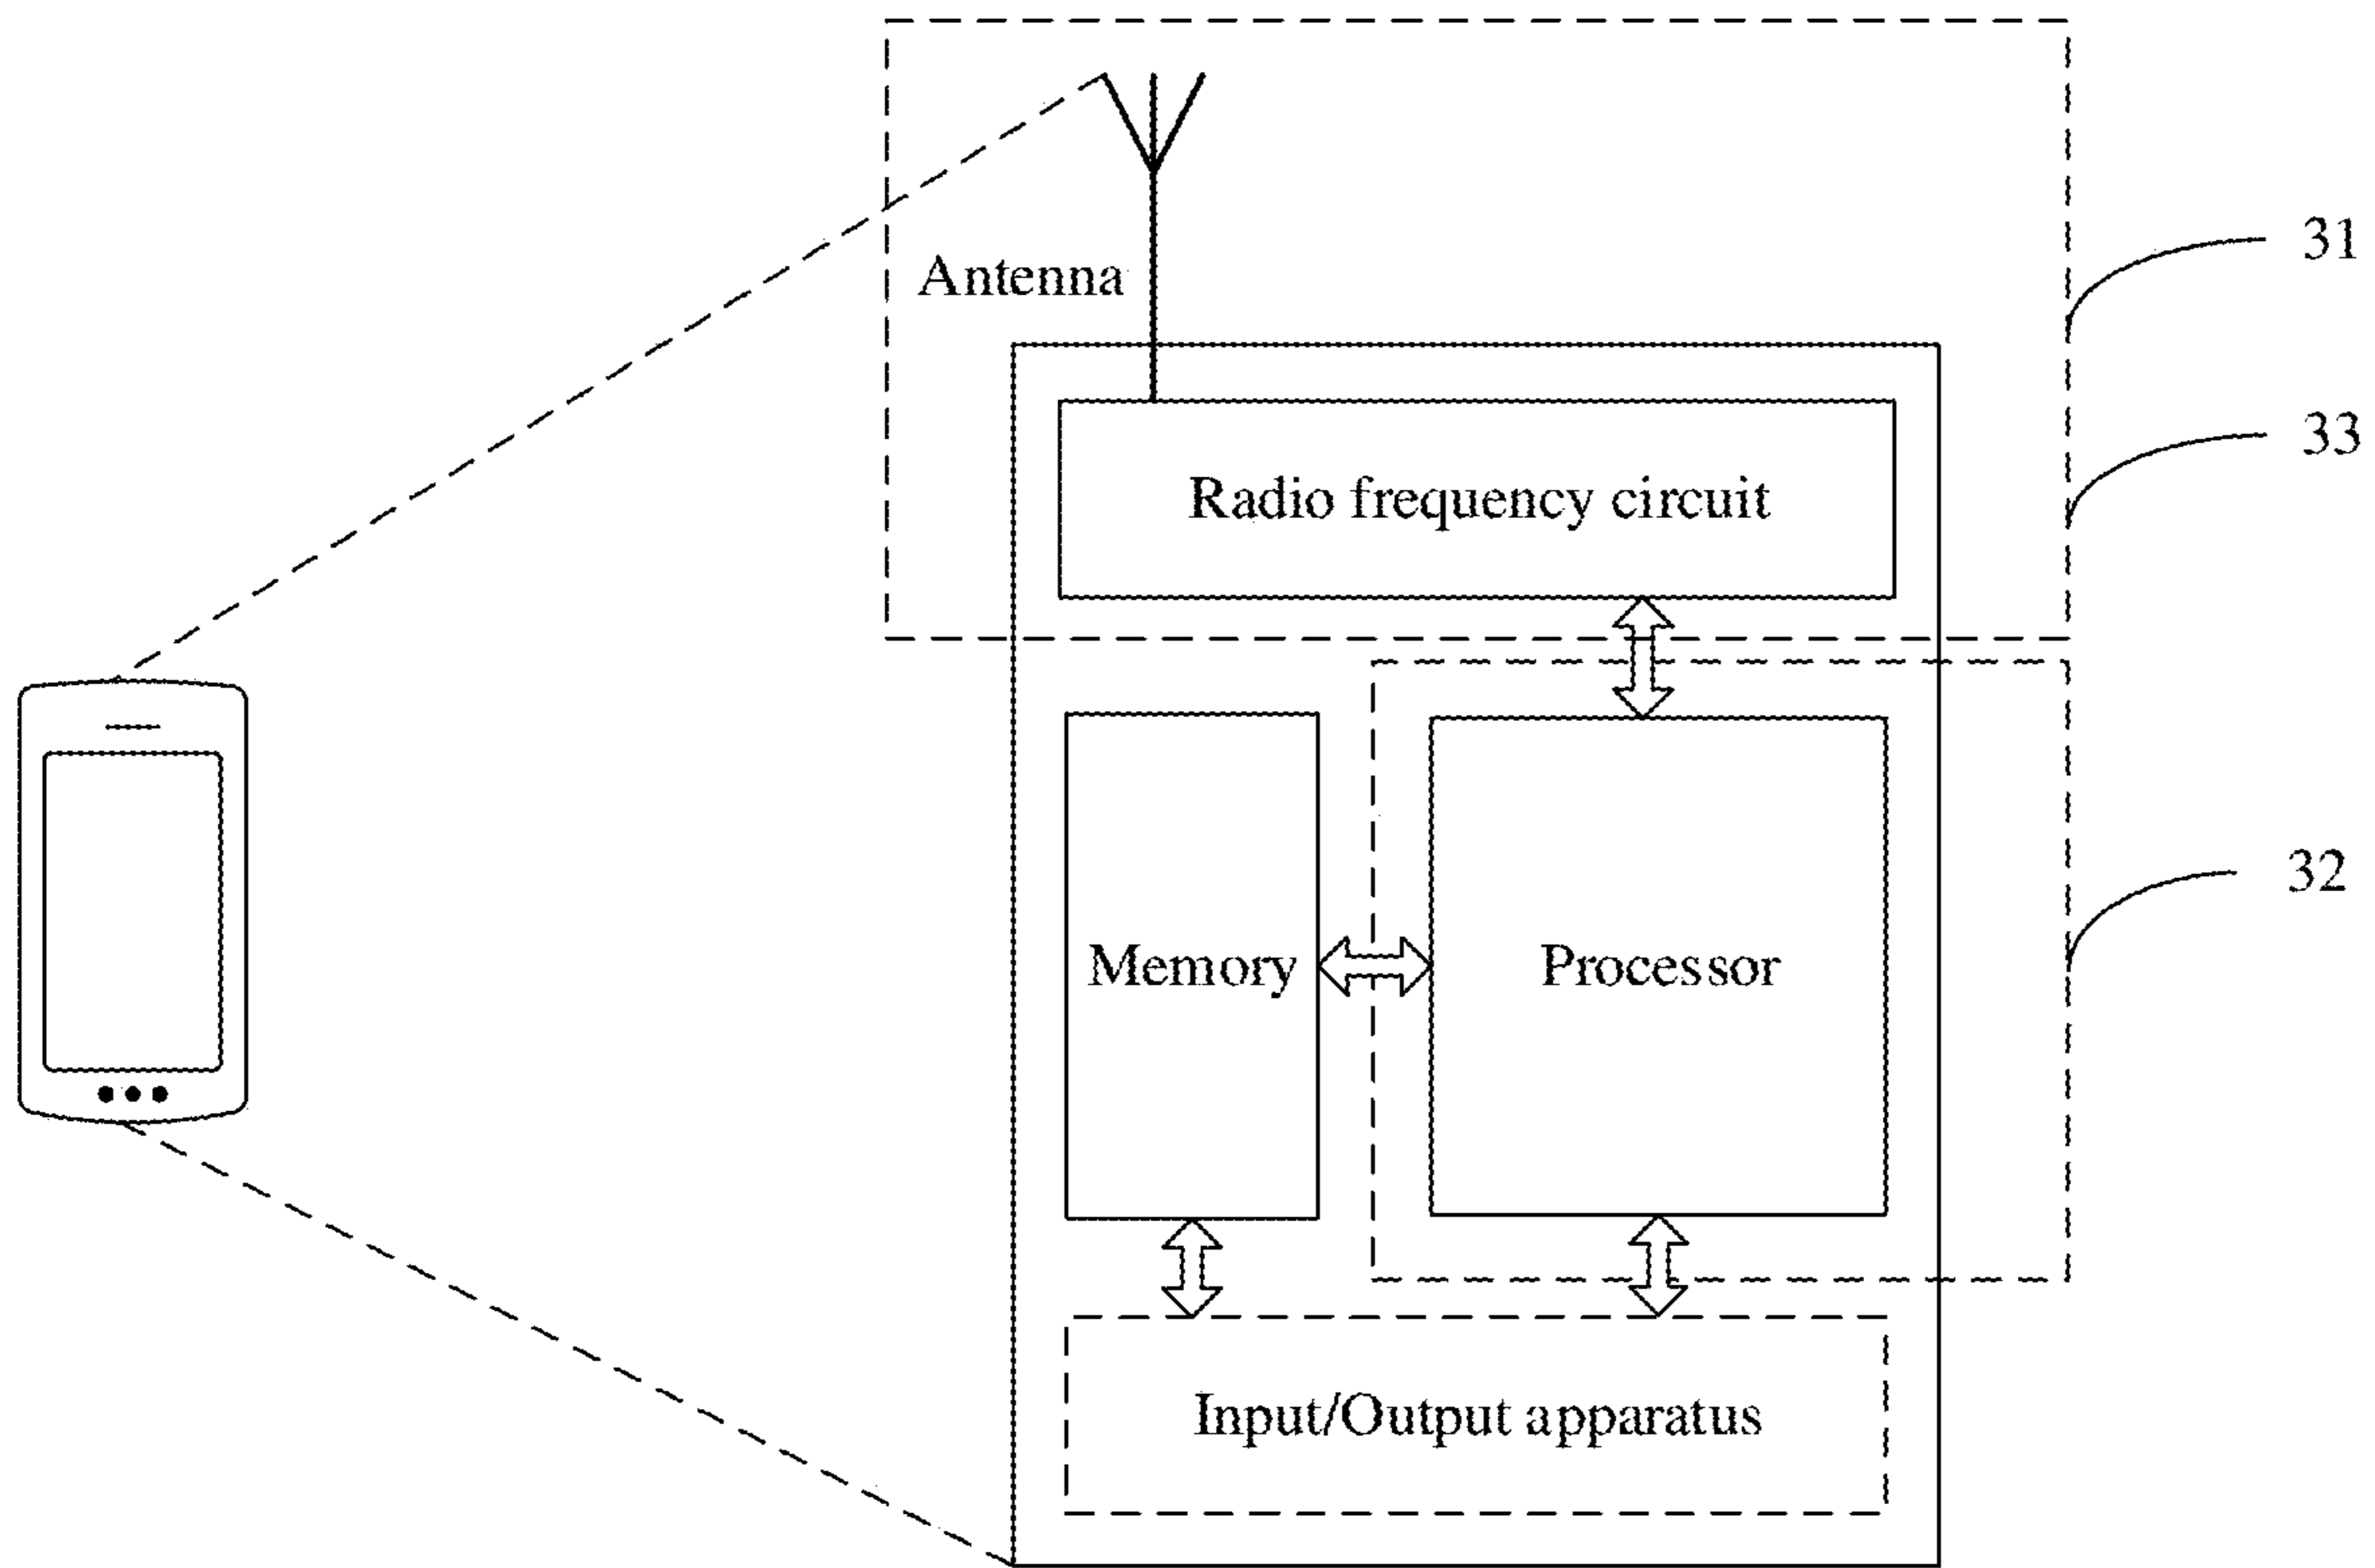 Antenna
31
33
Radio frequency circuit
32
Memory
Processor
Input/Output apparatus